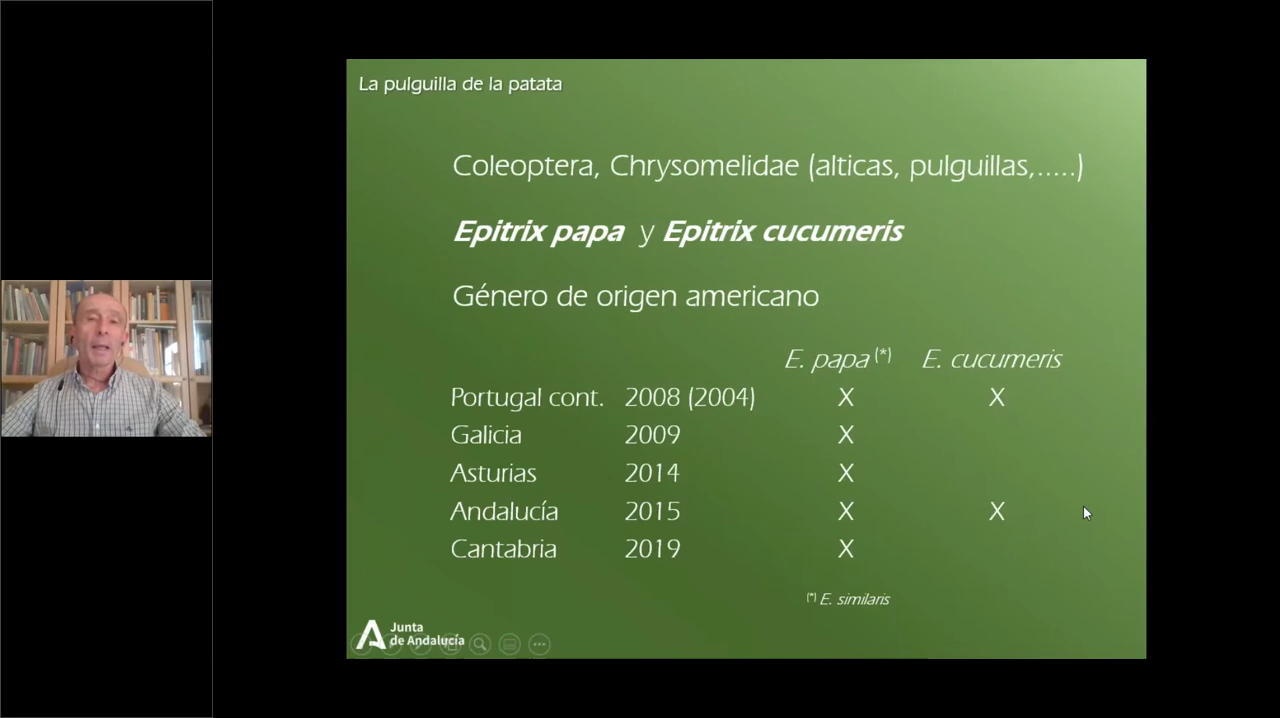 La pulguilla de la patata
Coleoptera, Chrysomelidae (alticas, pulguillas,.....)
Epitrix papa y Epitrix cucumeris
Género de origen americano
E. papa (*) E. cucumeris
Portugal cont. 2008 (2004) X X
Galicia 2009 X
Asturias 2014 X
Andalucía 2015 X X
Cantabria 2019 X
(*) E. similaris
Junta
de Andalucía